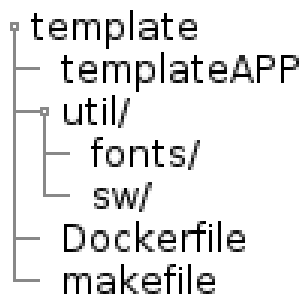 template
templateAPP
util/
fonts/
sw/
Dockerfile
makefile